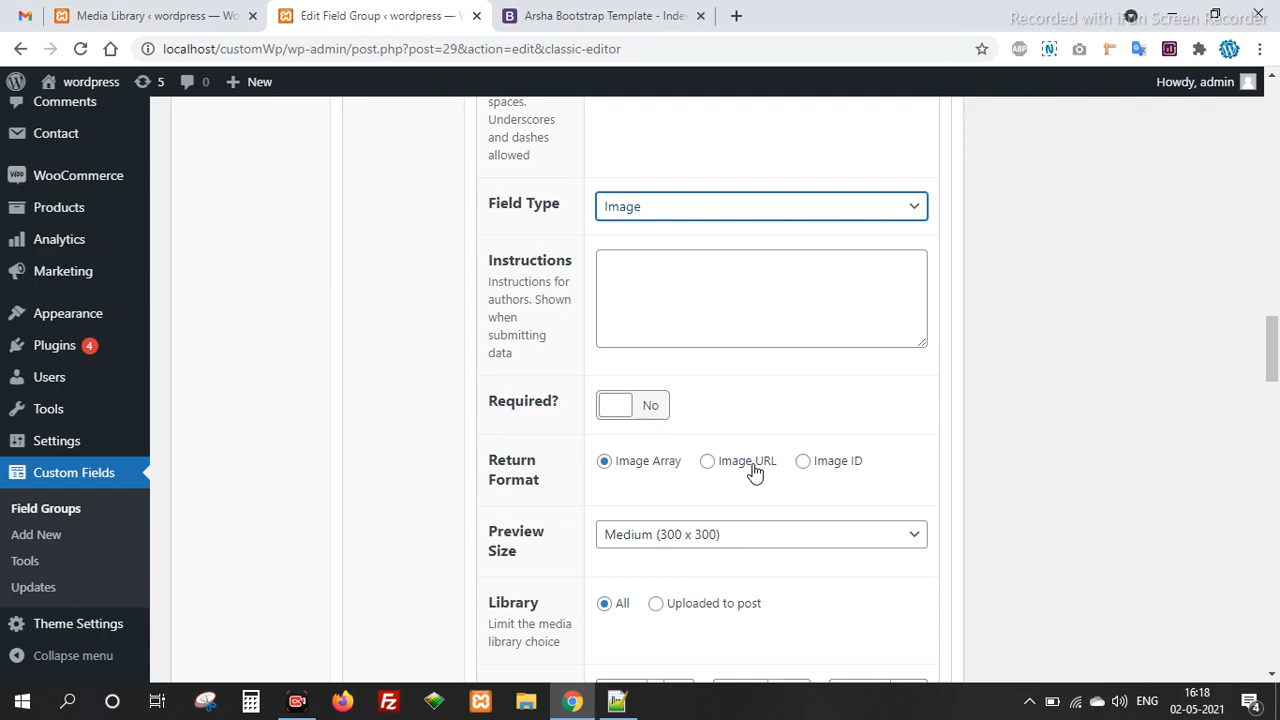 Media Library ‹ wordpress — Wo
Edit Field Group ‹ wordpress — W
Arsha Bootstrap Template - Index
Recorded with iFun Screen Recorder
localhost/customWp/wp-admin/post.php?post=29&action=edit&classic-editor
ABP
wordpress
5
0
New
Howdy, admin
Comments
Contact
WooCommerce
Products
Analytics
Marketing
Appearance
Plugins 4
Users
Tools
Settings
Custom Fields
Field Groups
Add New
Tools
Updates
Theme Settings
Collapse menu
spaces.
Underscores
and dashes
allowed
Field Type
Image
Instructions
Instructions for
authors. Shown
when
submitting
data
Required?
No
Return
Format
Image Array
Image URL
Image ID
Preview
Size
Medium (300 x 300)
Library
Limit the media
library choice
All
Uploaded to post
ENG
16:18
02-05-2021
4